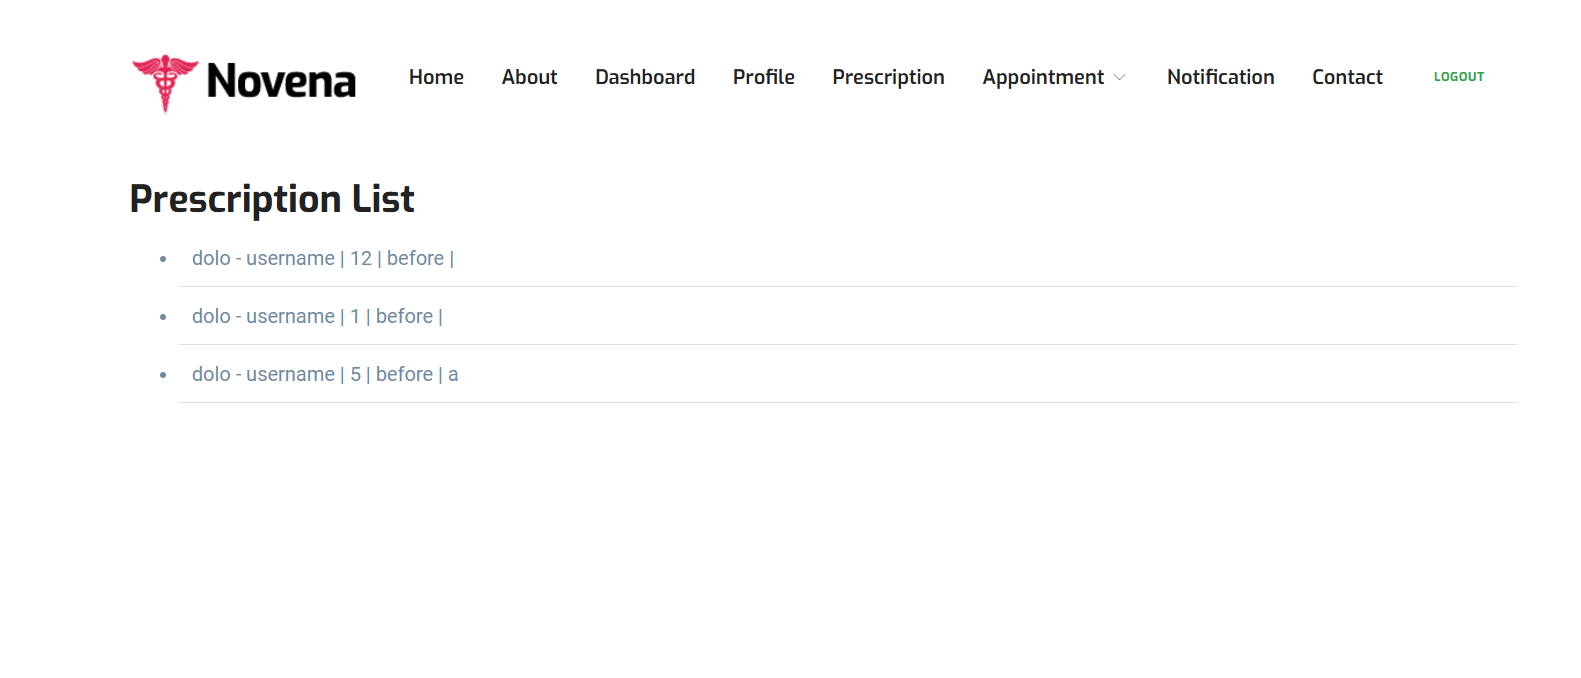 Novena Home About Dashboard Profile Prescription Appointment Notification Contact LOGOUT
Prescription List
• dolo - username | 12 | before |
• dolo - username | 1 | before |
• dolo - username | 5 | before | a